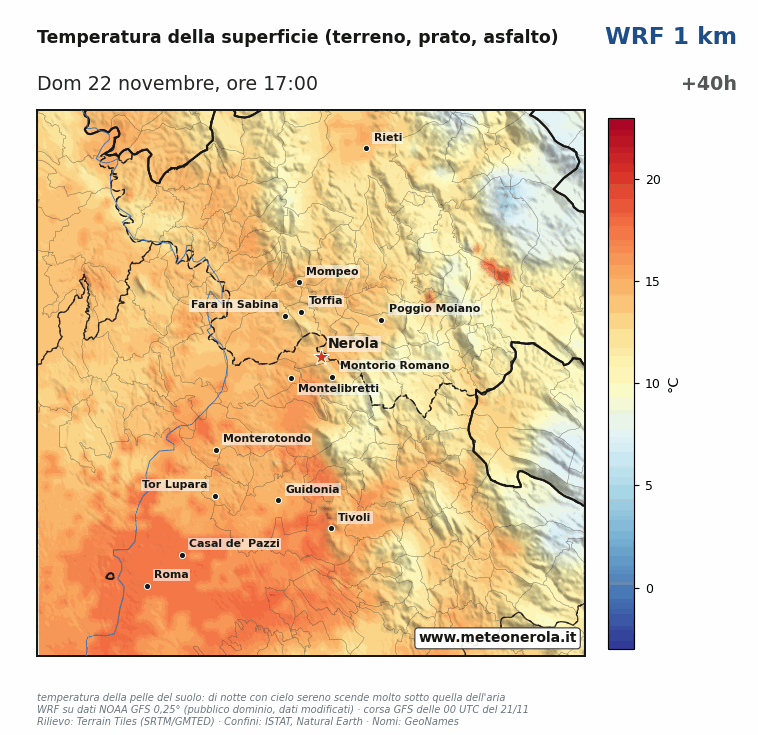 Temperatura della superficie (terreno, prato, asfalto)
WRF 1 km
Dom 22 novembre, ore 17:00
+40h
Rieti
Mompeo
Toffia
Fara in Sabina
Poggio Moiano
Nerola
Montorio Romano
Montelibretti
Monterotondo
Tor Lupara
Guidonia
Tivoli
Casal de' Pazzi
Roma
www.meteonerola.it
20
15
10
5
0
°C
temperatura della pelle del suolo: di notte con cielo sereno scende molto sotto quella dell'aria
WRF su dati NOAA GFS 0,25° (pubblico dominio, dati modificati) · corsa GFS delle 00 UTC del 21/11
Rilievo: Terrain Tiles (SRTM/GMTED) · Confini: ISTAT, Natural Earth · Nomi: GeoNames